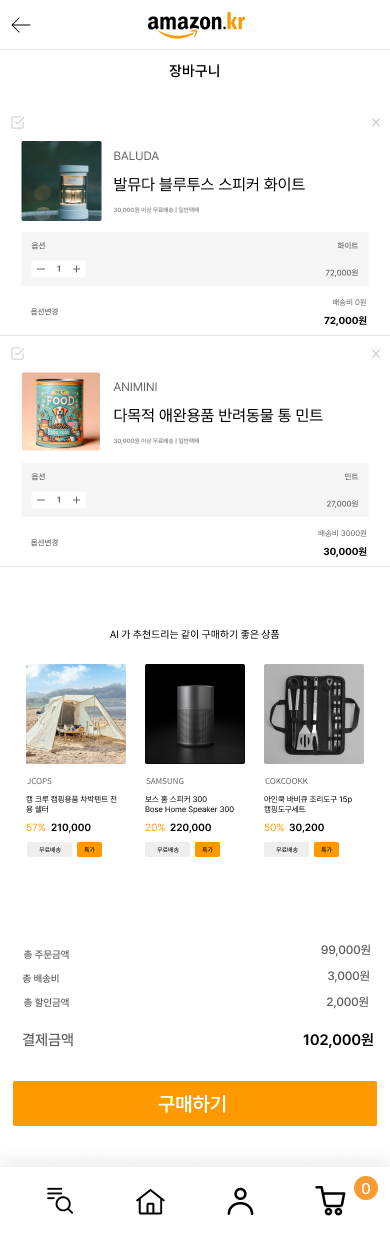 amazon.kr
장바구니
BALUDA
발뮤다 블루투스 스피커 화이트
30,000원 이상 무료배송 | 일반택배
옵션 화이트
1
72,000원
배송비 0원
옵션변경
72,000원
ANIMINI
다목적 애완용품 반려동물 통 민트
30,000원 이상 무료배송 | 일반택배
옵션 민트
1
27,000원
배송비 3000원
옵션변경
30,000원
FOOD
AI 가 추천드리는 같이 구매하기 좋은 상품
JCOPS
캠 크루 캠핑용품 차박텐트 전
용 쉘터
57% 210,000
무료배송 특가
SAMSUNG
보스 홈 스피커 300
Bose Home Speaker 300
20% 220,000
무료배송 특가
COKCOOKK
아인쿡 바비큐 조리도구 15p
캠핑도구세트
50% 30,200
무료배송 특가
총 주문금액 99,000원
총 배송비 3,000원
총 할인금액 2,000원
결제금액 102,000원
구매하기
0